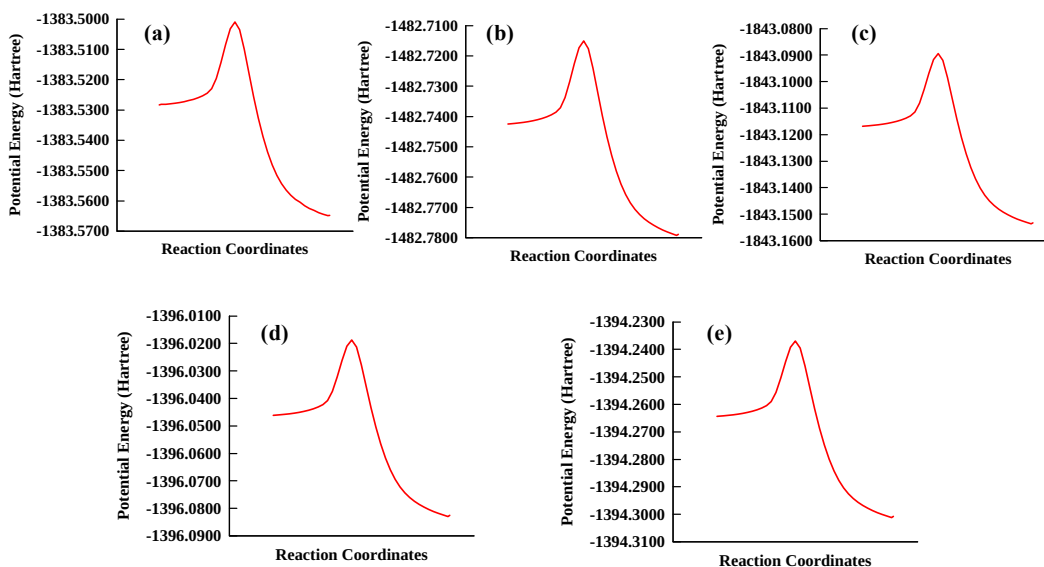 (a)
Potential Energy (Hartree)
-1383.5000
-1383.5100
-1383.5200
-1383.5300
-1383.5400
-1383.5500
-1383.5600
-1383.5700
Reaction Coordinates
(b)
Potential Energy (Hartree)
-1482.7100
-1482.7200
-1482.7300
-1482.7400
-1482.7500
-1482.7600
-1482.7700
-1482.7800
Reaction Coordinates
(c)
Potential Energy (Hartree)
-1843.0800
-1843.0900
-1843.1000
-1843.1100
-1843.1200
-1843.1300
-1843.1400
-1843.1500
-1843.1600
Reaction Coordinates
(d)
Potential Energy (Hartree)
-1396.0100
-1396.0200
-1396.0300
-1396.0400
-1396.0500
-1396.0600
-1396.0700
-1396.0800
-1396.0900
Reaction Coordinates
(e)
Potential Energy (Hartree)
-1394.2300
-1394.2400
-1394.2500
-1394.2600
-1394.2700
-1394.2800
-1394.2900
-1394.3000
-1394.3100
Reaction Coordinates